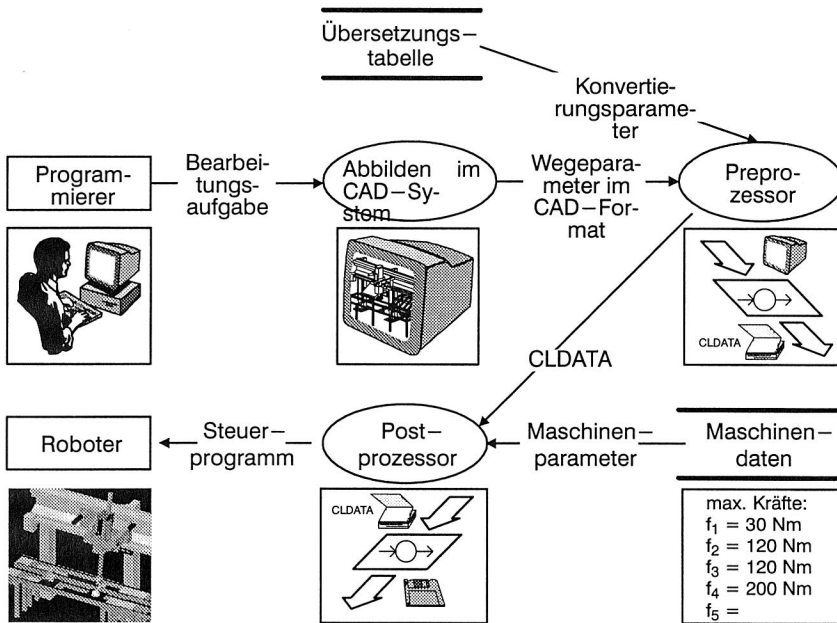 Übersetzungs–
tabelle
Konvertie-
rungsparame-
ter
Program-
mierer
Bearbei-
tungs-
aufgabe
Abbilden im
CAD–Sy-
stem
Wegepara-
meter im
CAD–For-
mat
Prepro-
zessor
CLDATA
CLDATA
Roboter
Steuer–
programm
Post–
prozessor
Maschinen–
parameter
Maschinen–
daten
CLDATA
max. Kräfte:
f₁ = 30 Nm
f₂ = 120 Nm
f₃ = 120 Nm
f₄ = 200 Nm
f₅ =